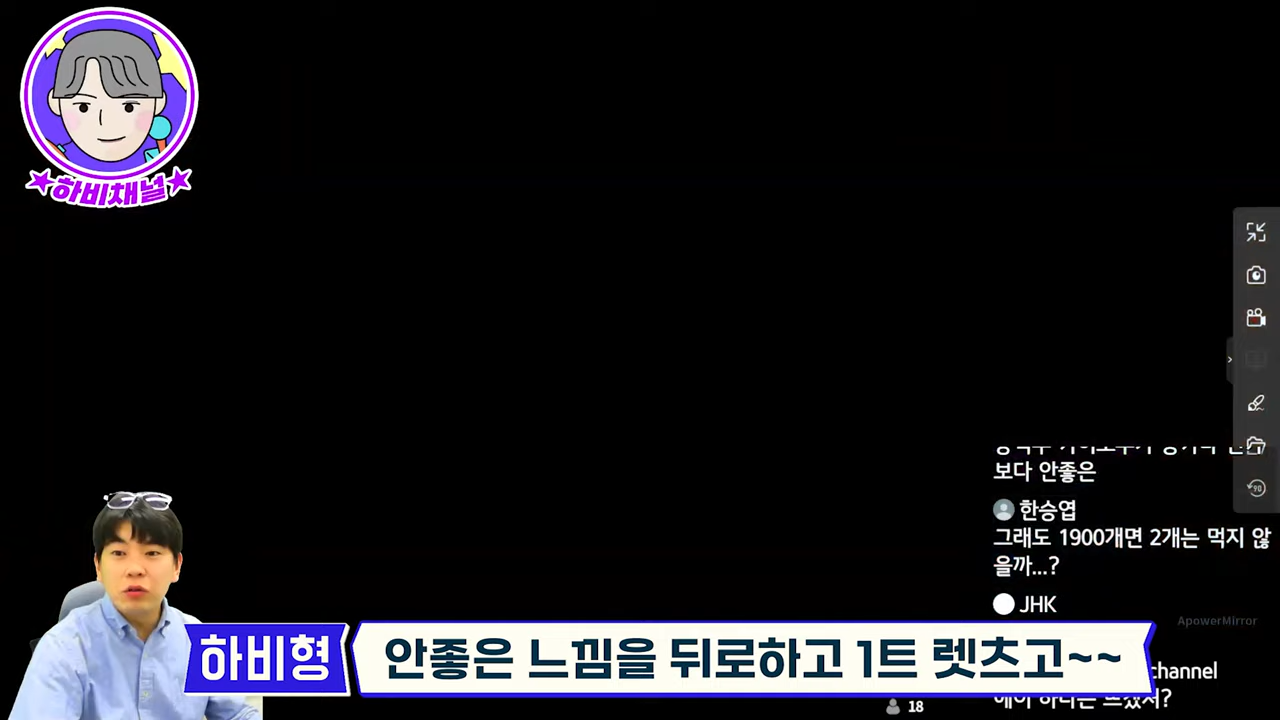 하비채널
보다 안좋은
한승엽
그래도 1900개면 2개는 먹지 않
을까...?
JHK
ApowerMirror
하비형
안좋은 느낌을 뒤로하고 1트 렛츠고~~
channel
18
90